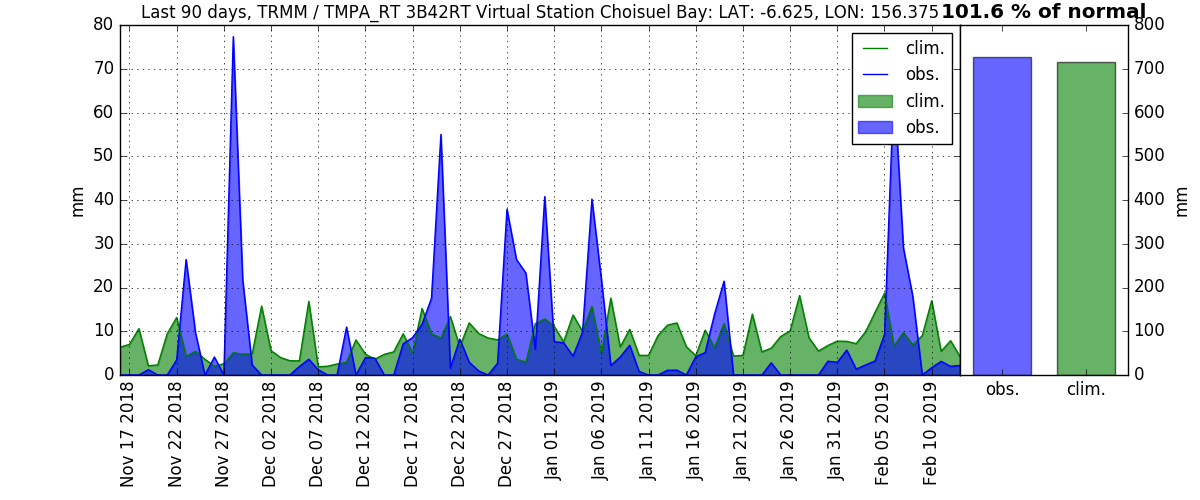 Last 90 days, TRMM / TMPA_RT 3B42RT Virtual Station Choisuel Bay: LAT: -6.625, LON: 156.375
101.6 % of normal
80
70
60
50
40
30
20
10
0
mm
clim.
obs.
clim.
obs.
800
700
600
500
400
300
200
100
0
mm
Nov 17 2018
Nov 22 2018
Nov 27 2018
Dec 02 2018
Dec 07 2018
Dec 12 2018
Dec 17 2018
Dec 22 2018
Dec 27 2018
Jan 01 2019
Jan 06 2019
Jan 11 2019
Jan 16 2019
Jan 21 2019
Jan 26 2019
Jan 31 2019
Feb 05 2019
Feb 10 2019
obs.
clim.